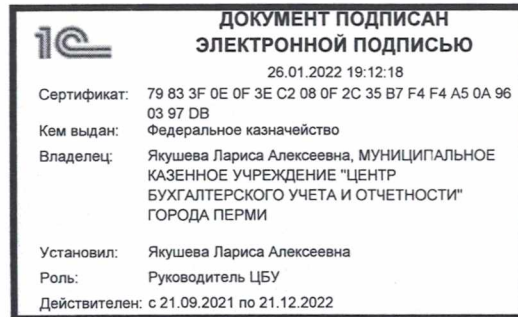 1С
ДОКУМЕНТ ПОДПИСАН
ЭЛЕКТРОННОЙ ПОДПИСЬЮ
26.01.2022 19:12:18
Сертификат: 79 83 3F 0E 0F 3E C2 08 0F 2C 35 B7 F4 F4 A5 0A 96
03 97 DB
Кем выдан: Федеральное казначейство
Владелец: Якушева Лариса Алексеевна, МУНИЦИПАЛЬНОЕ
КАЗЕННОЕ УЧРЕЖДЕНИЕ "ЦЕНТР
БУХГАЛТЕРСКОГО УЧЕТА И ОТЧЕТНОСТИ"
ГОРОДА ПЕРМИ
Установил: Якушева Лариса Алексеевна
Роль: Руководитель ЦБУ
Действителен: с 21.09.2021 по 21.12.2022